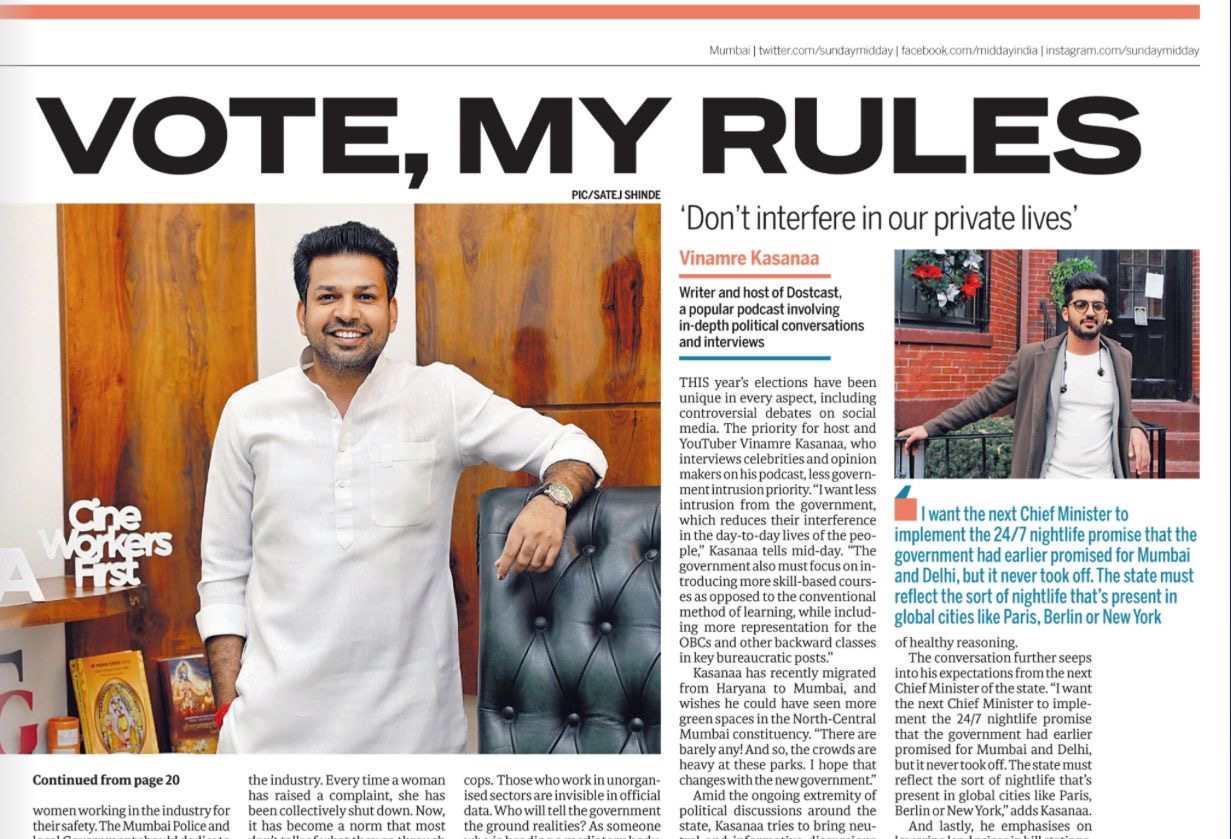 Mumbai | twitter.com/sundaymidday | facebook.com/middayindia | instagram.com/sundaymidday
VOTE, MY RULES
PIC/SATEJ SHINDE
Cine
Workers
First
A
G
Continued from page 20
women working in the industry for
their safety. The Mumbai Police and
local Government should dedicate
the industry. Every time a woman
has raised a complaint, she has
been collectively shut down. Now,
it has become a norm that most
cops. Those who work in unorgan-
ised sectors are invisible in official
data. Who will tell the government
the ground realities? As someone
‘Don’t interfere in our private lives’
Vinamre Kasanaa
Writer and host of Dostcast,
a popular podcast involving
in-depth political conversations
and interviews
THIS year’s elections have been
unique in every aspect, including
controversial debates on social
media. The priority for host and
YouTuber Vinamre Kasanaa, who
interviews celebrities and opinion
makers on his podcast, less govern-
ment intrusion priority. “I want less
intrusion from the government,
which reduces their interference
in the day-to-day lives of the peo-
ple,” Kasanaa tells mid-day. “The
government also must focus on in-
troducing more skill-based cours-
es as opposed to the conventional
method of learning, while includ-
ing more representation for the
OBCs and other backward classes
in key bureaucratic posts.”
Kasanaa has recently migrated
from Haryana to Mumbai, and
wishes he could have seen more
green spaces in the North-Central
Mumbai constituency. “There are
barely any! And so, the crowds are
heavy at these parks. I hope that
changes with the new government.”
Amid the ongoing extremity of
political discussions around the
state, Kasanaa tries to bring neu-
‘I want the next Chief Minister to
implement the 24/7 nightlife promise that the
government had earlier promised for Mumbai
and Delhi, but it never took off. The state must
reflect the sort of nightlife that’s present in
global cities like Paris, Berlin or New York
of healthy reasoning.
The conversation further seeps
into his expectations from the next
Chief Minister of the state. “I want
the next Chief Minister to imple-
ment the 24/7 nightlife promise
that the government had earlier
promised for Mumbai and Delhi,
but it never took off. The state must
reflect the sort of nightlife that’s
present in global cities like Paris,
Berlin or New York,” adds Kasanaa.
And lastly, he emphasises on